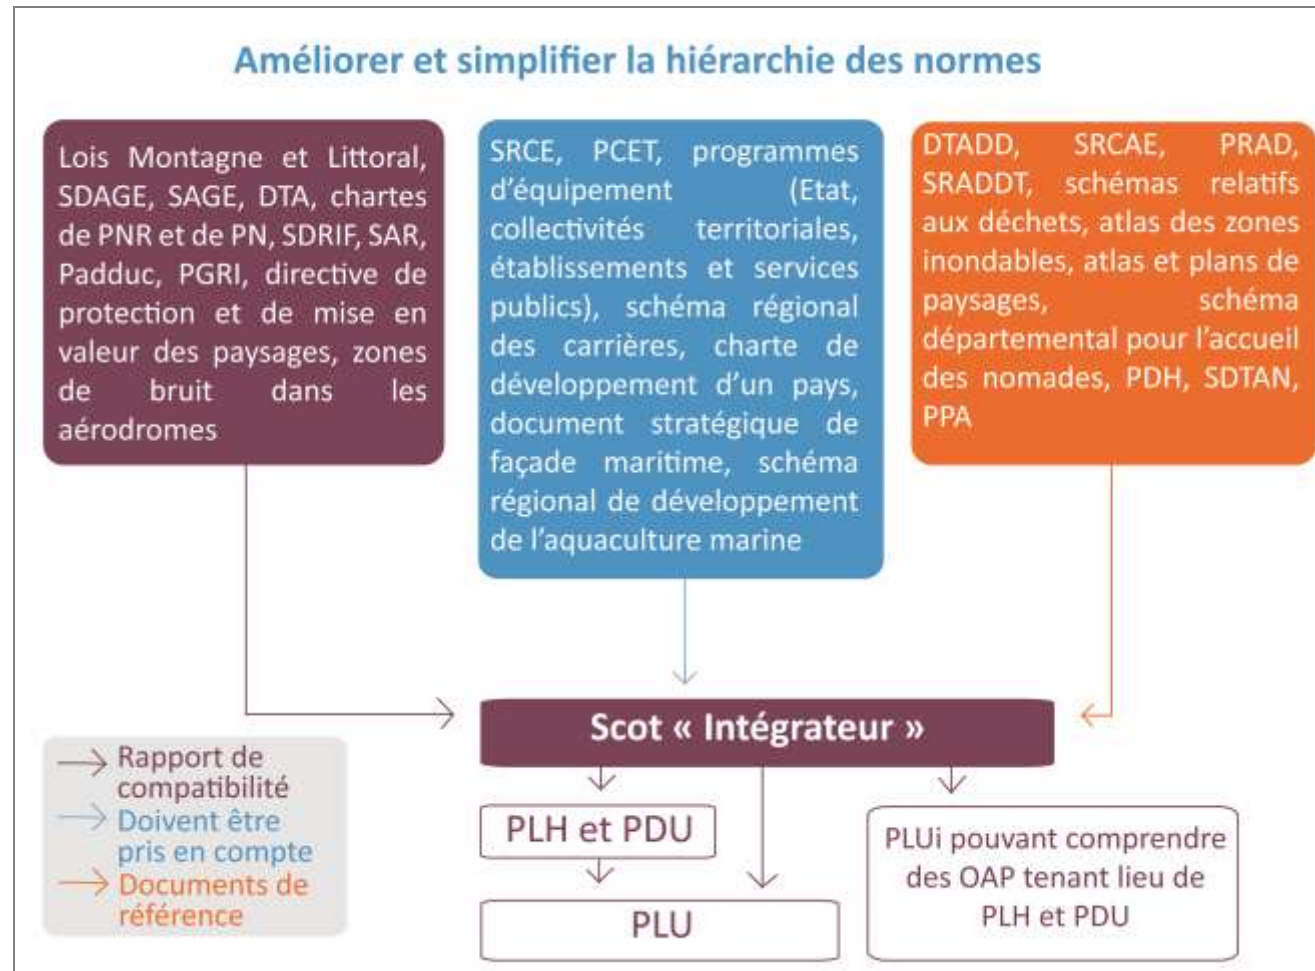 Améliorer et simplifier la hiérarchie des normes
Lois Montagne et Littoral,
SDAGE, SAGE, DTA, chartes
de PNR et de PN, SDRIF, SAR,
Padduc, PGRI, directive de
protection et de mise en
valeur des paysages, zones
de bruit dans les
aérodromes
SRCE, PCET, programmes
d’équipement (Etat,
collectivités territoriales,
établissements et services
publics), schéma régional
des carrières, charte de
développement d’un pays,
document stratégique de
façade maritime, schéma
régional de développement
de l’aquaculture marine
DTADD, SRCAE, PRAD,
SRADDT, schémas relatifs
aux déchets, atlas des zones
inondables, atlas et plans de
paysages, schéma
départemental pour l’accueil
des nomades, PDH, SDTAN,
PPA
Scot « Intégrateur »
Rapport de
compatibilité
Doivent être
pris en compte
Documents de
référence
PLH et PDU
PLU
PLUi pouvant comprendre
des OAP tenant lieu de
PLH et PDU